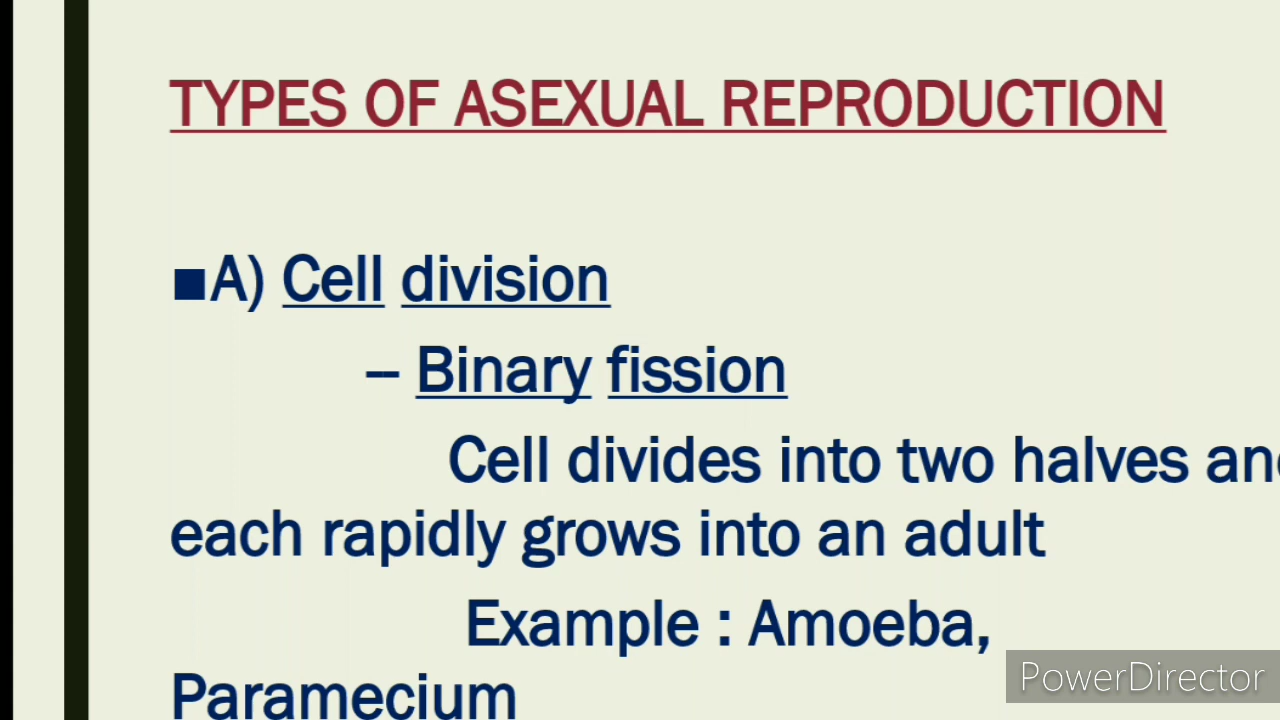 TYPES OF ASEXUAL REPRODUCTION
■A) Cell division
– Binary fission
Cell divides into two halves and
each rapidly grows into an adult
Example : Amoeba,
Paramecium
PowerDirector